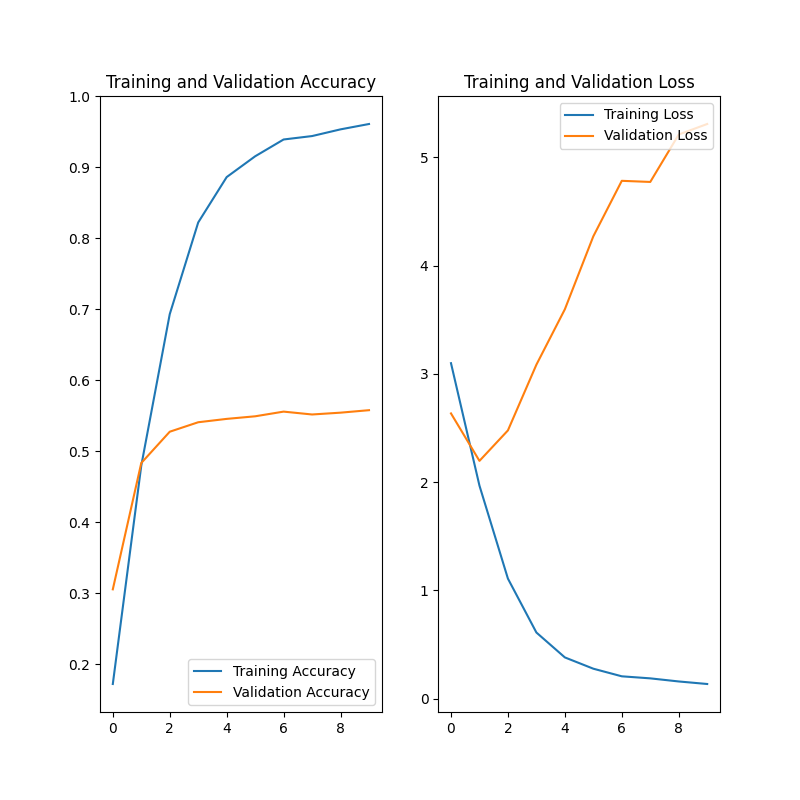 Training and Validation Accuracy
1.0
0.9
0.8
0.7
0.6
0.5
0.4
0.3
0.2
0 2 4 6 8
Training Accuracy
Validation Accuracy
Training and Validation Loss
5
4
3
2
1
0
0 2 4 6 8
Training Loss
Validation Loss